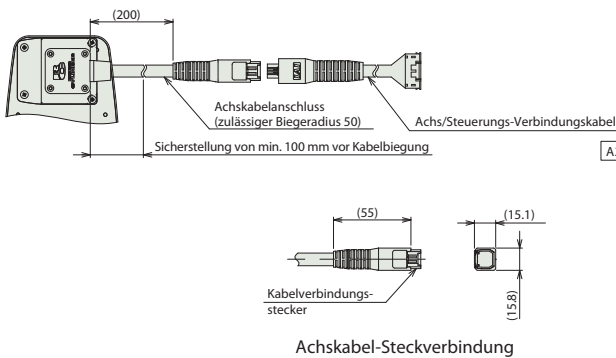 (200)
Achskabelanschluss
(zulässiger Biegeradius 50)
Achs/Steuerungs-Verbindungskabel
Sicherstellung von min. 100 mm vor Kabelbiegung
(55)
(15.1)
(15.8)
Kabelverbindungs-
stecker
Achskabel-Steckverbindung